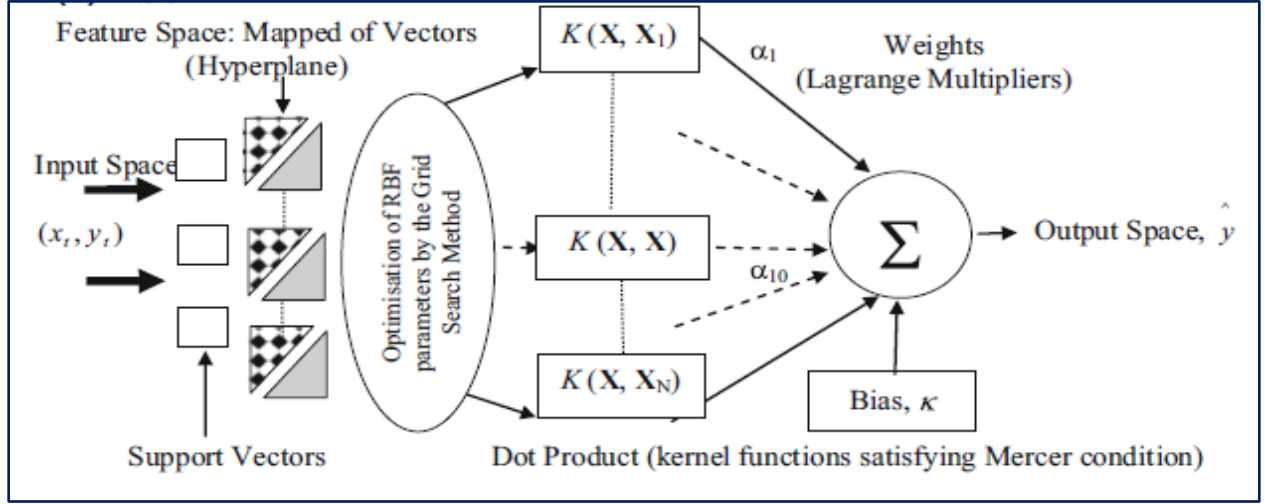 Feature Space: Mapped of Vectors
(Hyperplane)
K(X, X₁)
α₁
Weights
(Lagrange Multipliers)
Input Space
(xₜ, yₜ)
Optimisation of RBF
parameters by the Grid
Search Method
K(X, X)
α₁₀
Σ
Output Space, ŷ
K(X, X_N)
Bias, κ
Support Vectors
Dot Product (kernel functions satisfying Mercer condition)